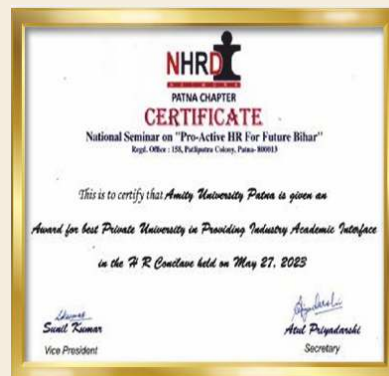 NHRD
NETWORK
PATNA CHAPTER
CERTIFICATE
National Seminar on "Pro-Active HR For Future Bihar"
Regd. Office : 158, Patliputra Colony, Patna- 800013
This is to certify that Amity University Patna is given an
Award for best Private University in Providing Industry Academic Interface
in the H R Conclave held on May 27, 2023
Sunil Kumar
Vice President
Atul Priyadarshi
Secretary